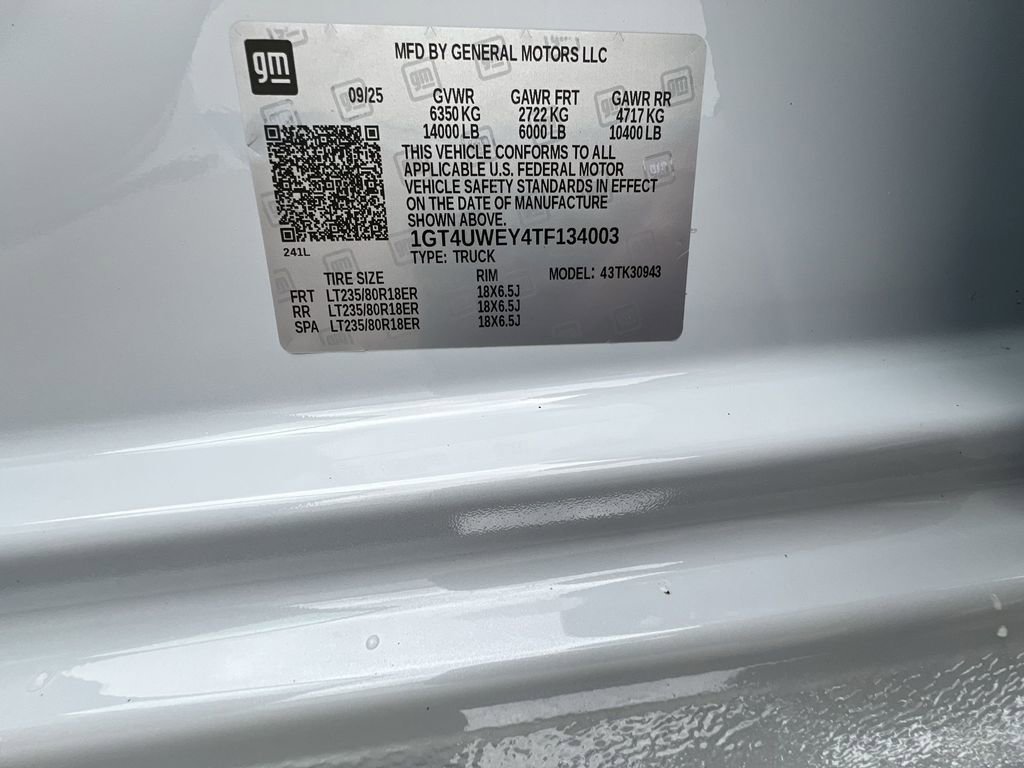 gm
MFD BY GENERAL MOTORS LLC
09/25 GVWR GAWR FRT GAWR RR
6350 KG 2722 KG 4717 KG
14000 LB 6000 LB 10400 LB
THIS VEHICLE CONFORMS TO ALL
APPLICABLE U.S. FEDERAL MOTOR
VEHICLE SAFETY STANDARDS IN EFFECT
ON THE DATE OF MANUFACTURE
SHOWN ABOVE.
1GT4UWEY4TF134003
241L TYPE: TRUCK
TIRE SIZE RIM MODEL: 43TK30943
FRT LT235/80R18ER 18X6.5J
RR LT235/80R18ER 18X6.5J
SPA LT235/80R18ER 18X6.5J